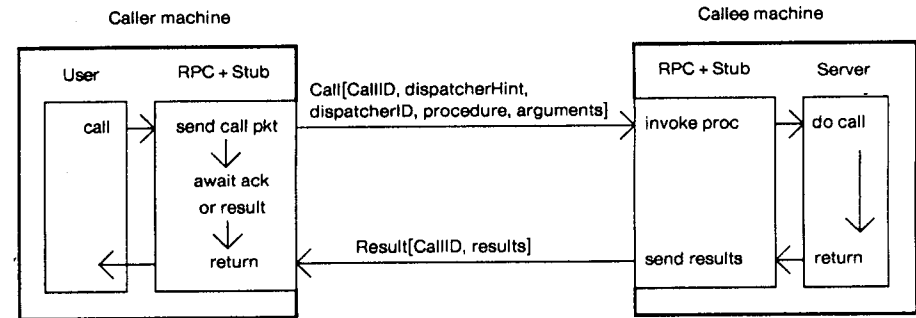 Caller machine
Callee machine
User
RPC + Stub
RPC + Stub
Server
Call[CallID, dispatcherHint,
dispatcherID, procedure, arguments]
call
send call pkt
invoke proc
do call
await ack
or result
Result[CallID, results]
return
send results
return